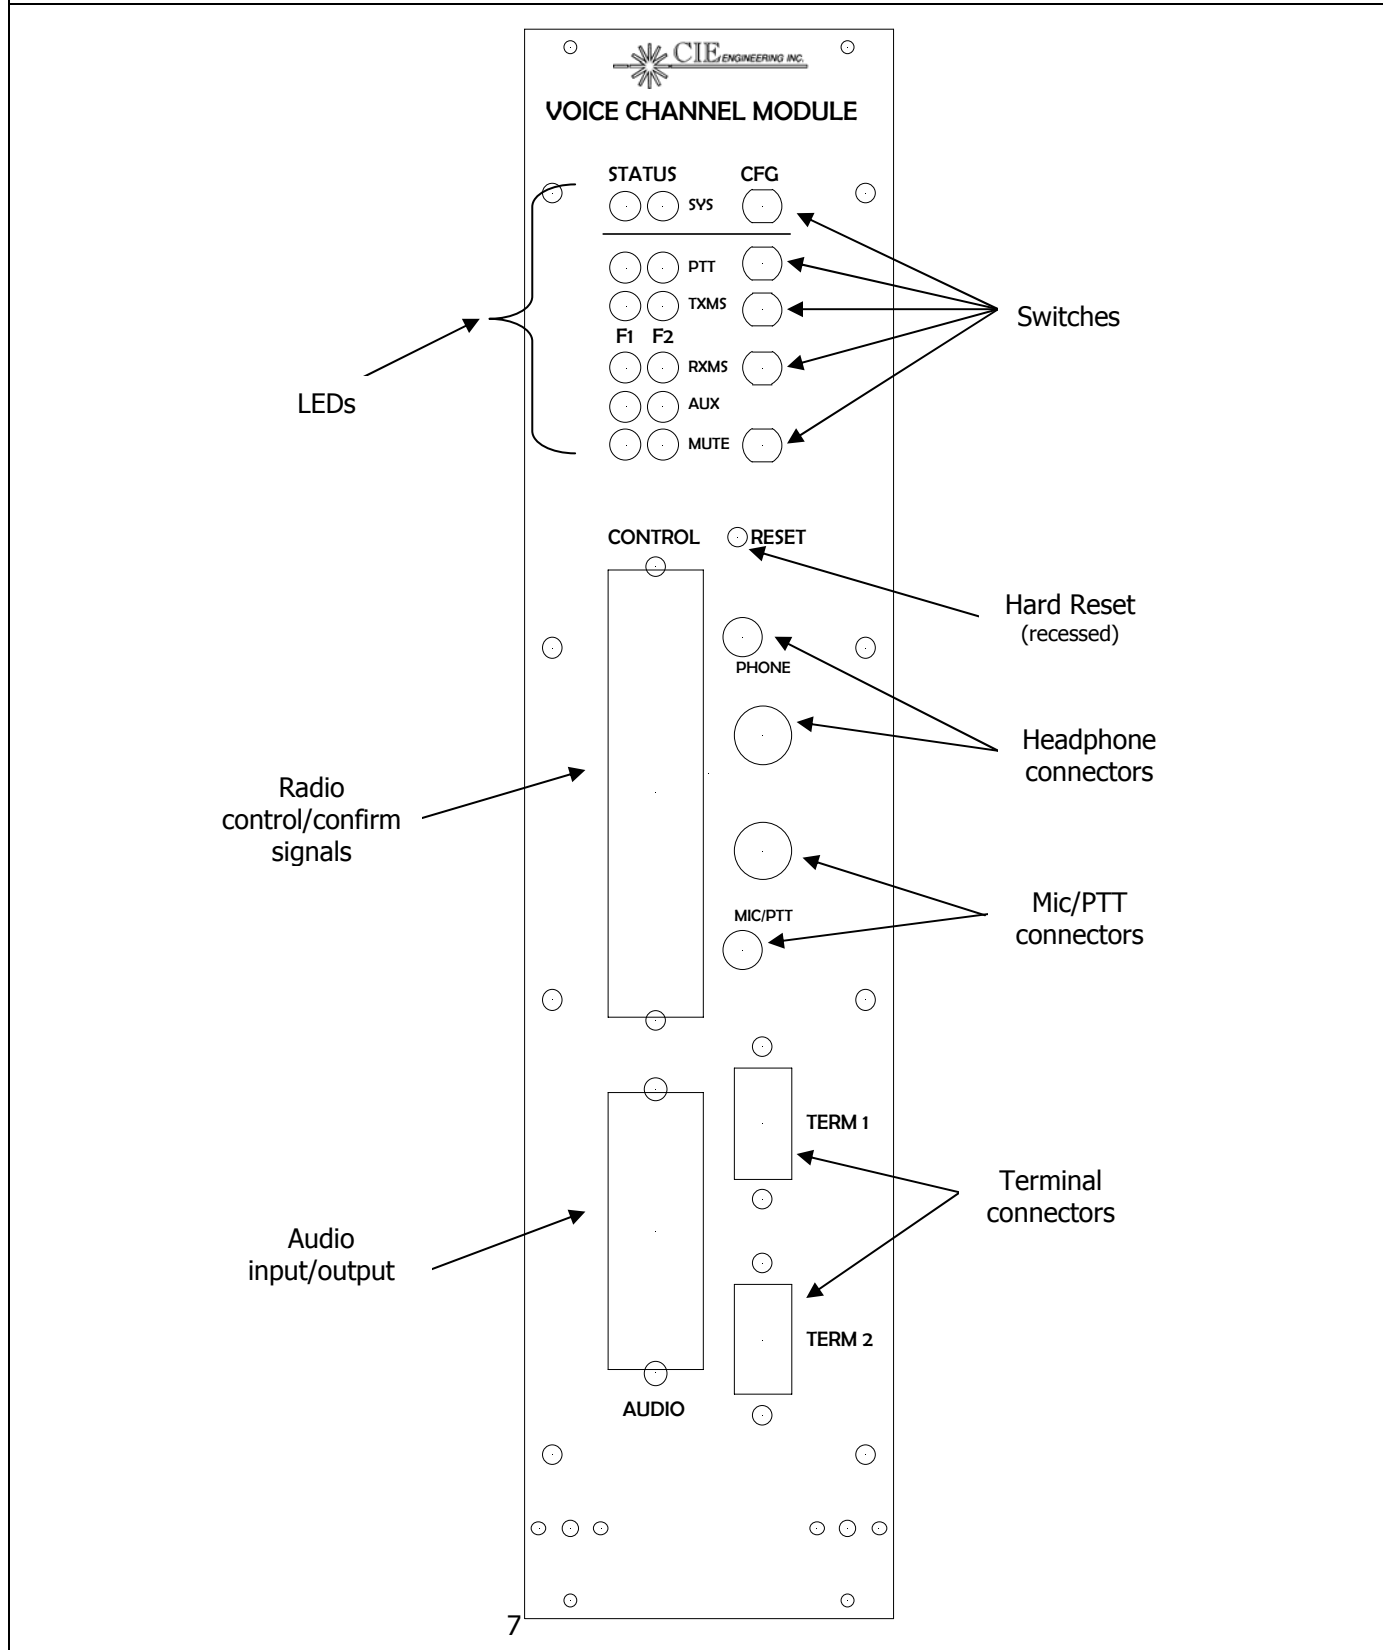 CIE ENGINEERING INC.
VOICE CHANNEL MODULE
STATUS CFG
SYS
PTT
TXMS
F1 F2
RXMS
AUX
MUTE
LEDs
Switches
CONTROL RESET
Hard Reset
(recessed)
PHONE
Headphone
connectors
Radio
control/confirm
signals
MIC/PTT
Mic/PTT
connectors
TERM 1
Terminal
connectors
Audio
input/output
TERM 2
AUDIO
7